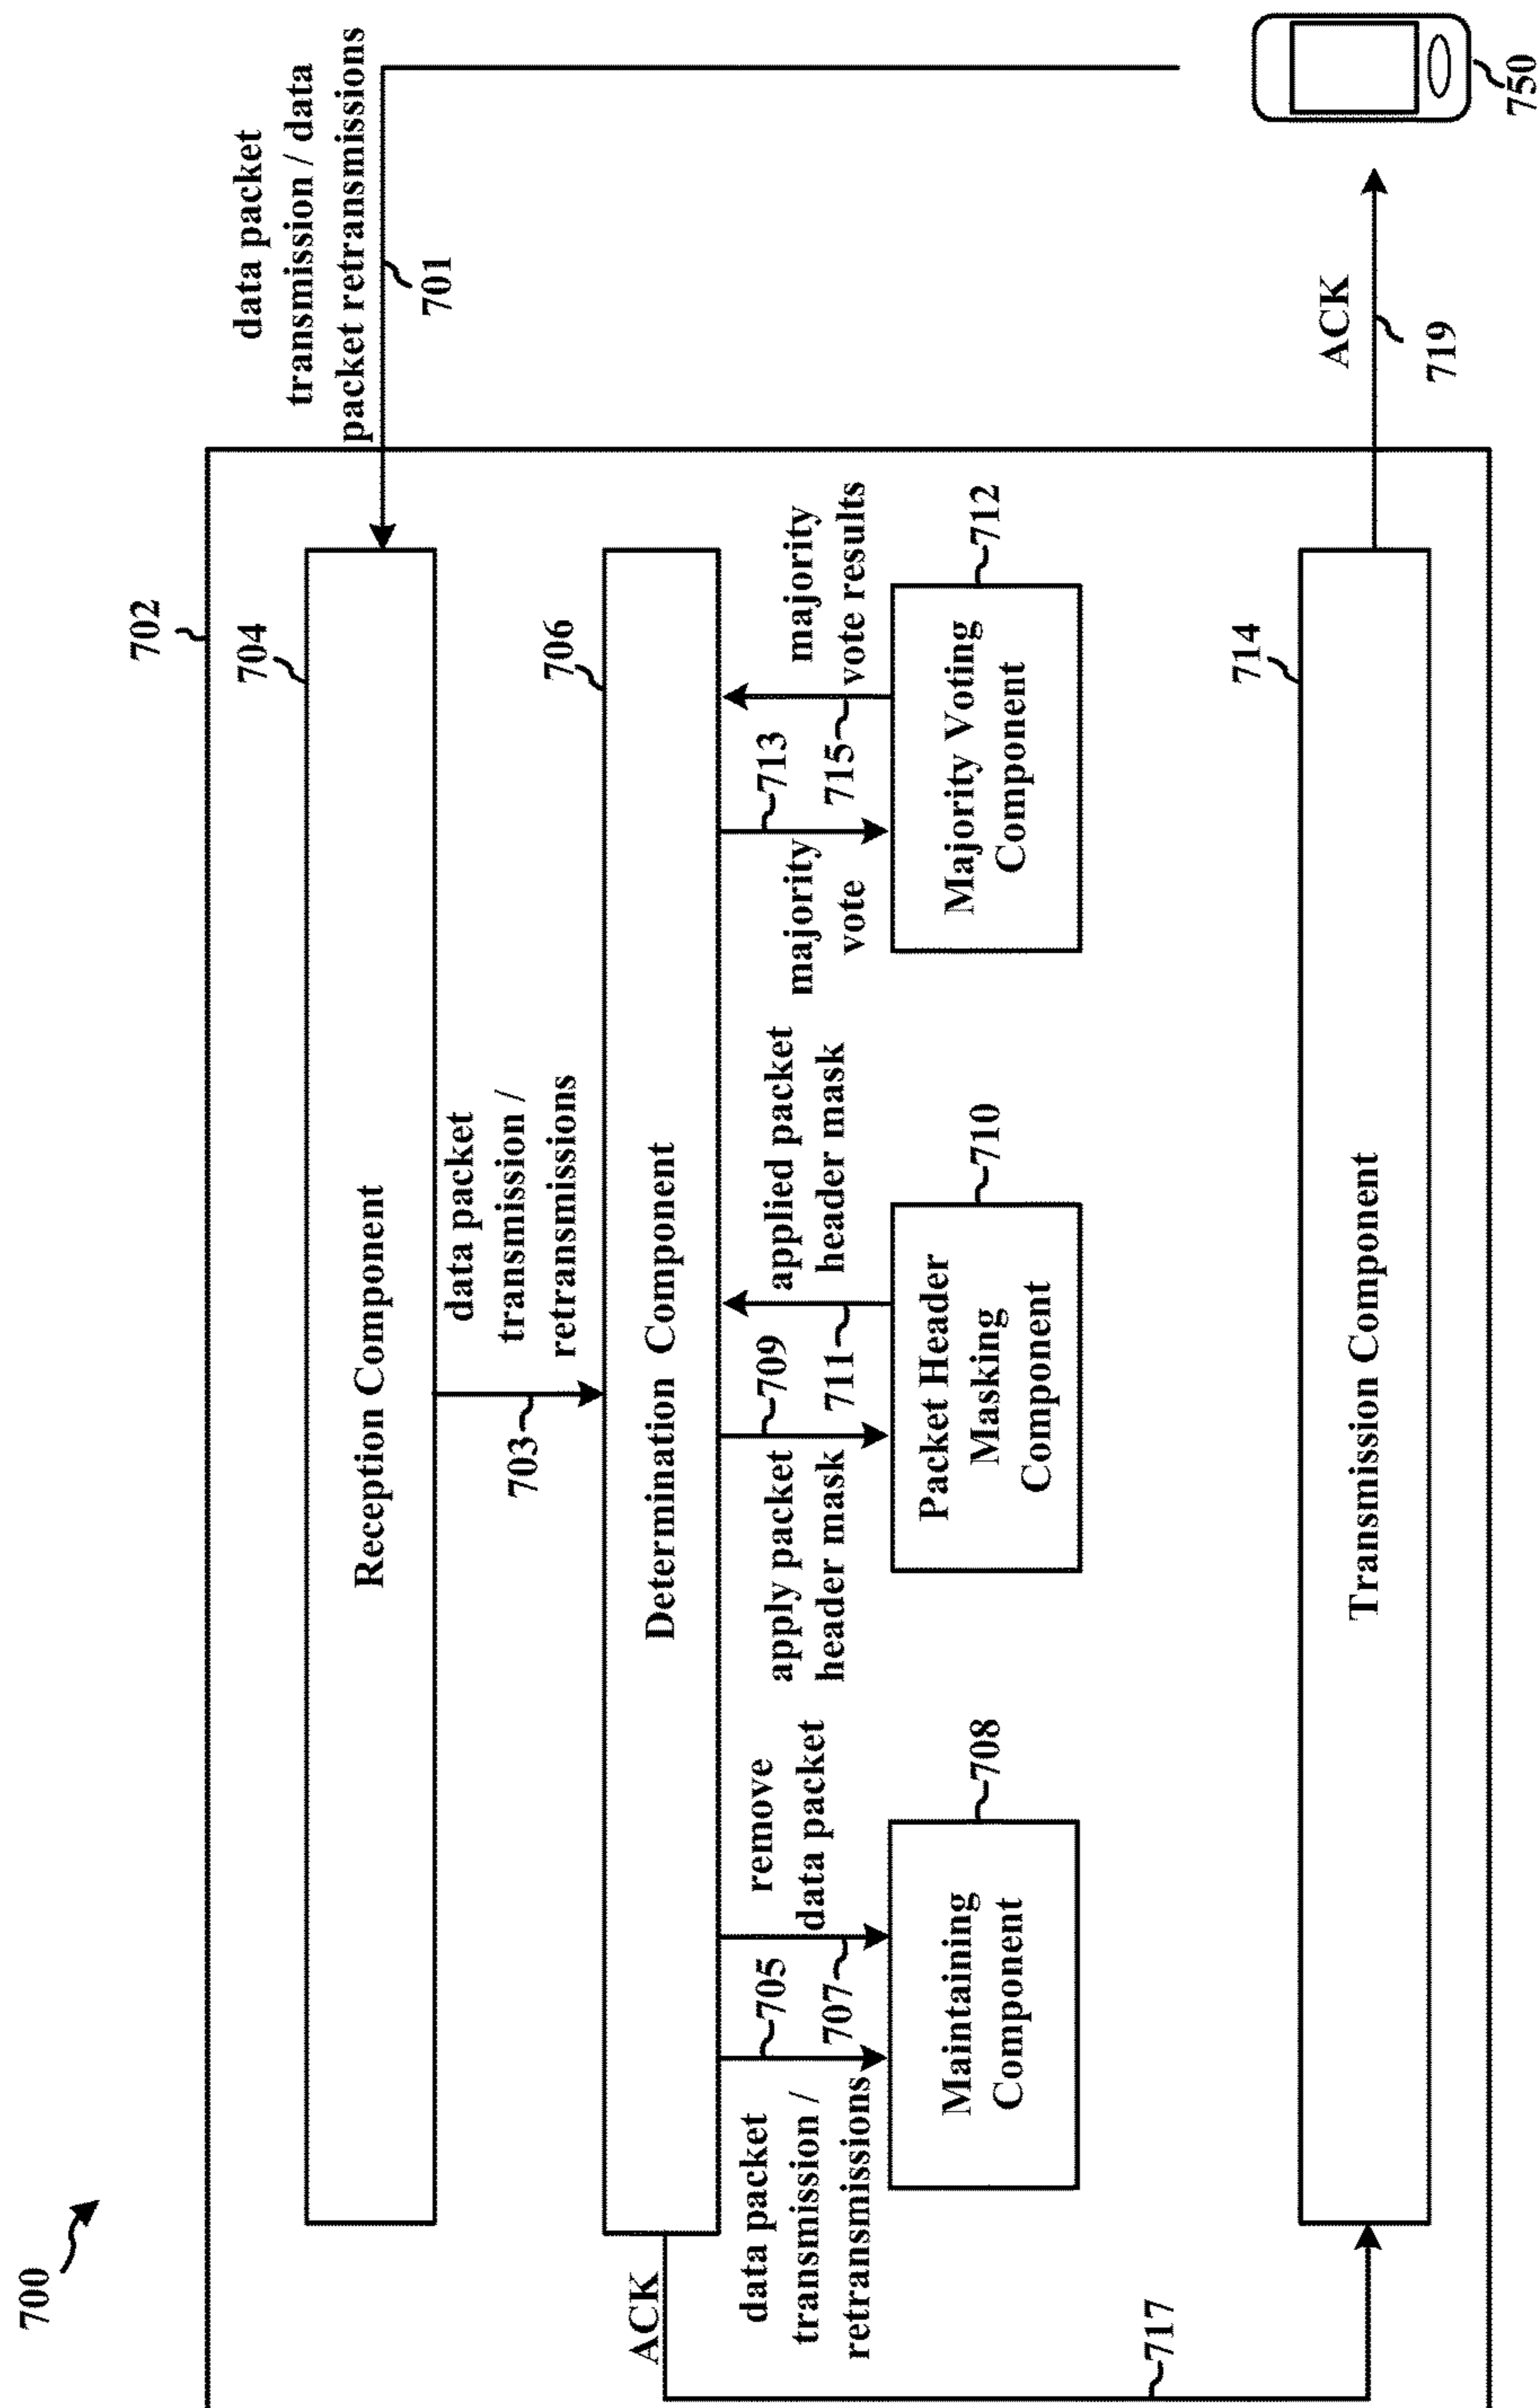 700
702
704
data packet
transmission / data
packet retransmissions
701
Reception Component
data packet
transmission /
retransmissions
703
706
Determination Component
ACK
data packet
transmission /
retransmissions
705
707
remove
data packet
apply packet
header mask
709
711
applied packet
header mask
majority
vote
713
715
majority
vote results
Maintaining
Component
708
Packet Header
Masking
Component
710
Majority Voting
Component
712
717
714
Transmission Component
ACK
719
750